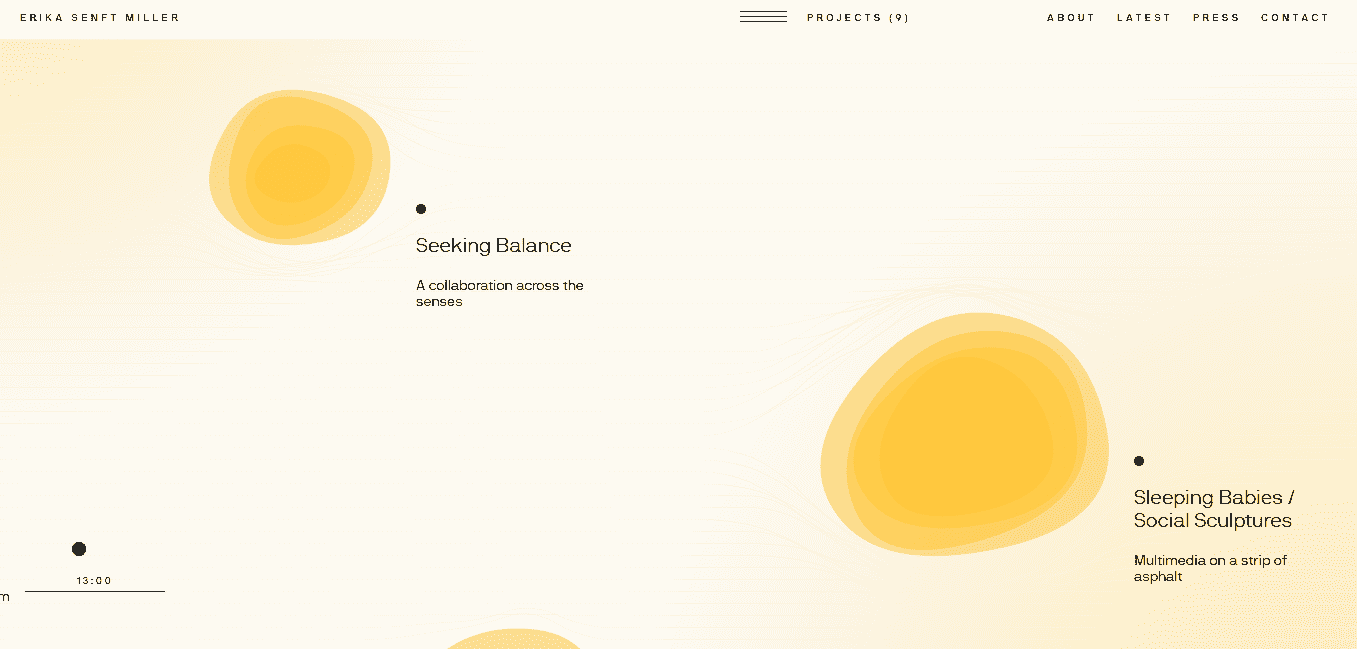 ERIKA SENFT MILLER
PROJECTS (9)
ABOUT LATEST PRESS CONTACT
Seeking Balance
A collaboration across the
senses
Sleeping Babies /
Social Sculptures
Multimedia on a strip of
asphalt
13:00
m